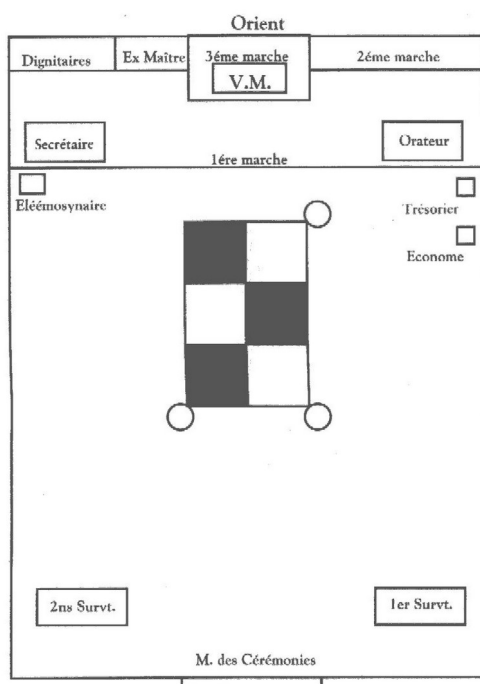 Orient
Dignitaires
Ex Maître
3éme marche
2éme marche
V.M.
Secrétaire
Orateur
1ére marche
Eléémosynaire
Trésorier
Econome
2ns Survt.
1er Survt.
M. des Cérémonies